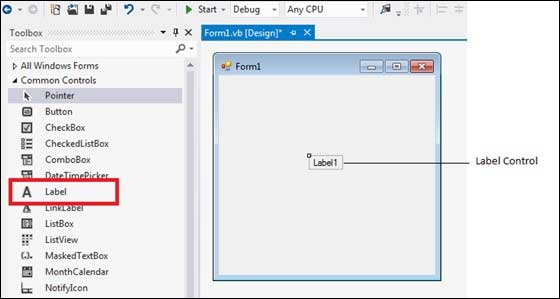 Start
Debug
Any CPU
Toolbox
Search Toolbox
All Windows Forms
Common Controls
Pointer
Button
CheckBox
CheckedListBox
ComboBox
DateTimePicker
Label
LinkLabel
ListBox
ListView
MaskedTextBox
MonthCalendar
NotifyIcon
Form1.vb [Design]*
Form1
Label1
Label Control